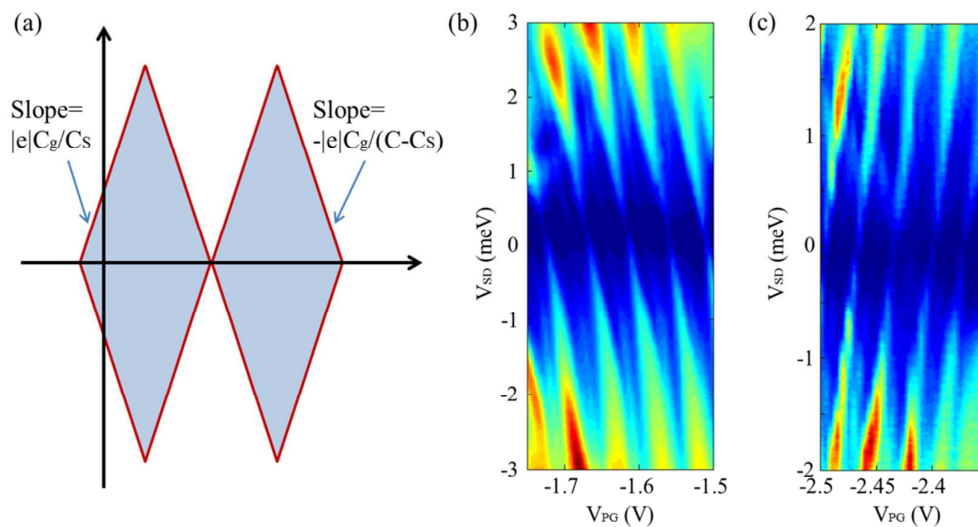 (a)
Slope=
|e|Cg/Cs
Slope=
-|e|Cg/(C-Cs)
(b)
3
2
1
0
-1
-2
-3
VSD (meV)
-1.7
-1.6
-1.5
VPG (V)
(c)
2
1
0
-1
-2
VSD (meV)
-2.5
-2.45
-2.4
VPG (V)